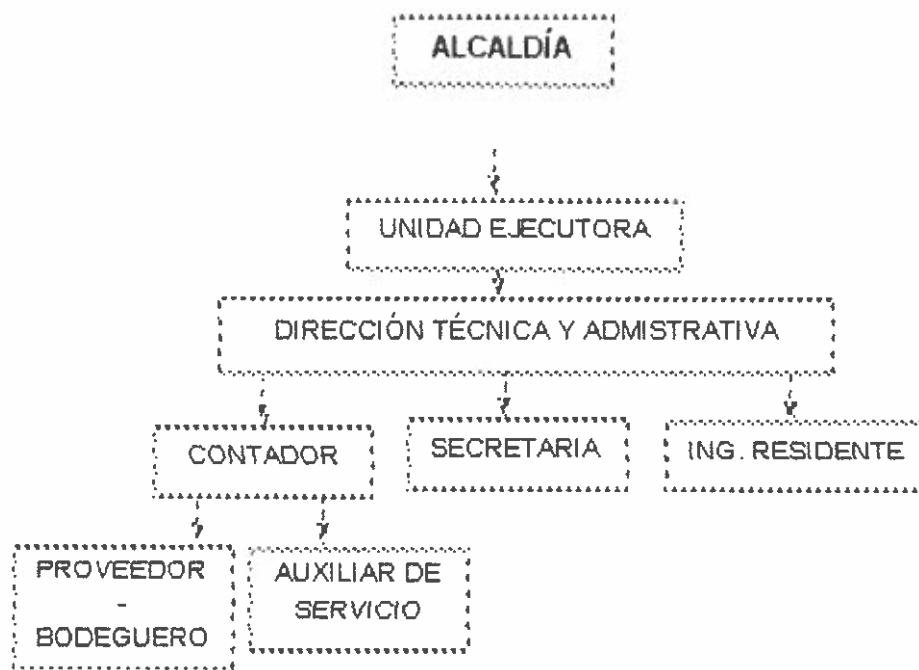 ALCALDÍA
UNIDAD EJECUTORA
DIRECCIÓN TÉCNICA Y ADMISTRATIVA
CONTADOR
SECRETARIA
ING. RESIDENTE
PROVEEDOR
-
BODEGUERO
AUXILIAR DE
SERVICIO